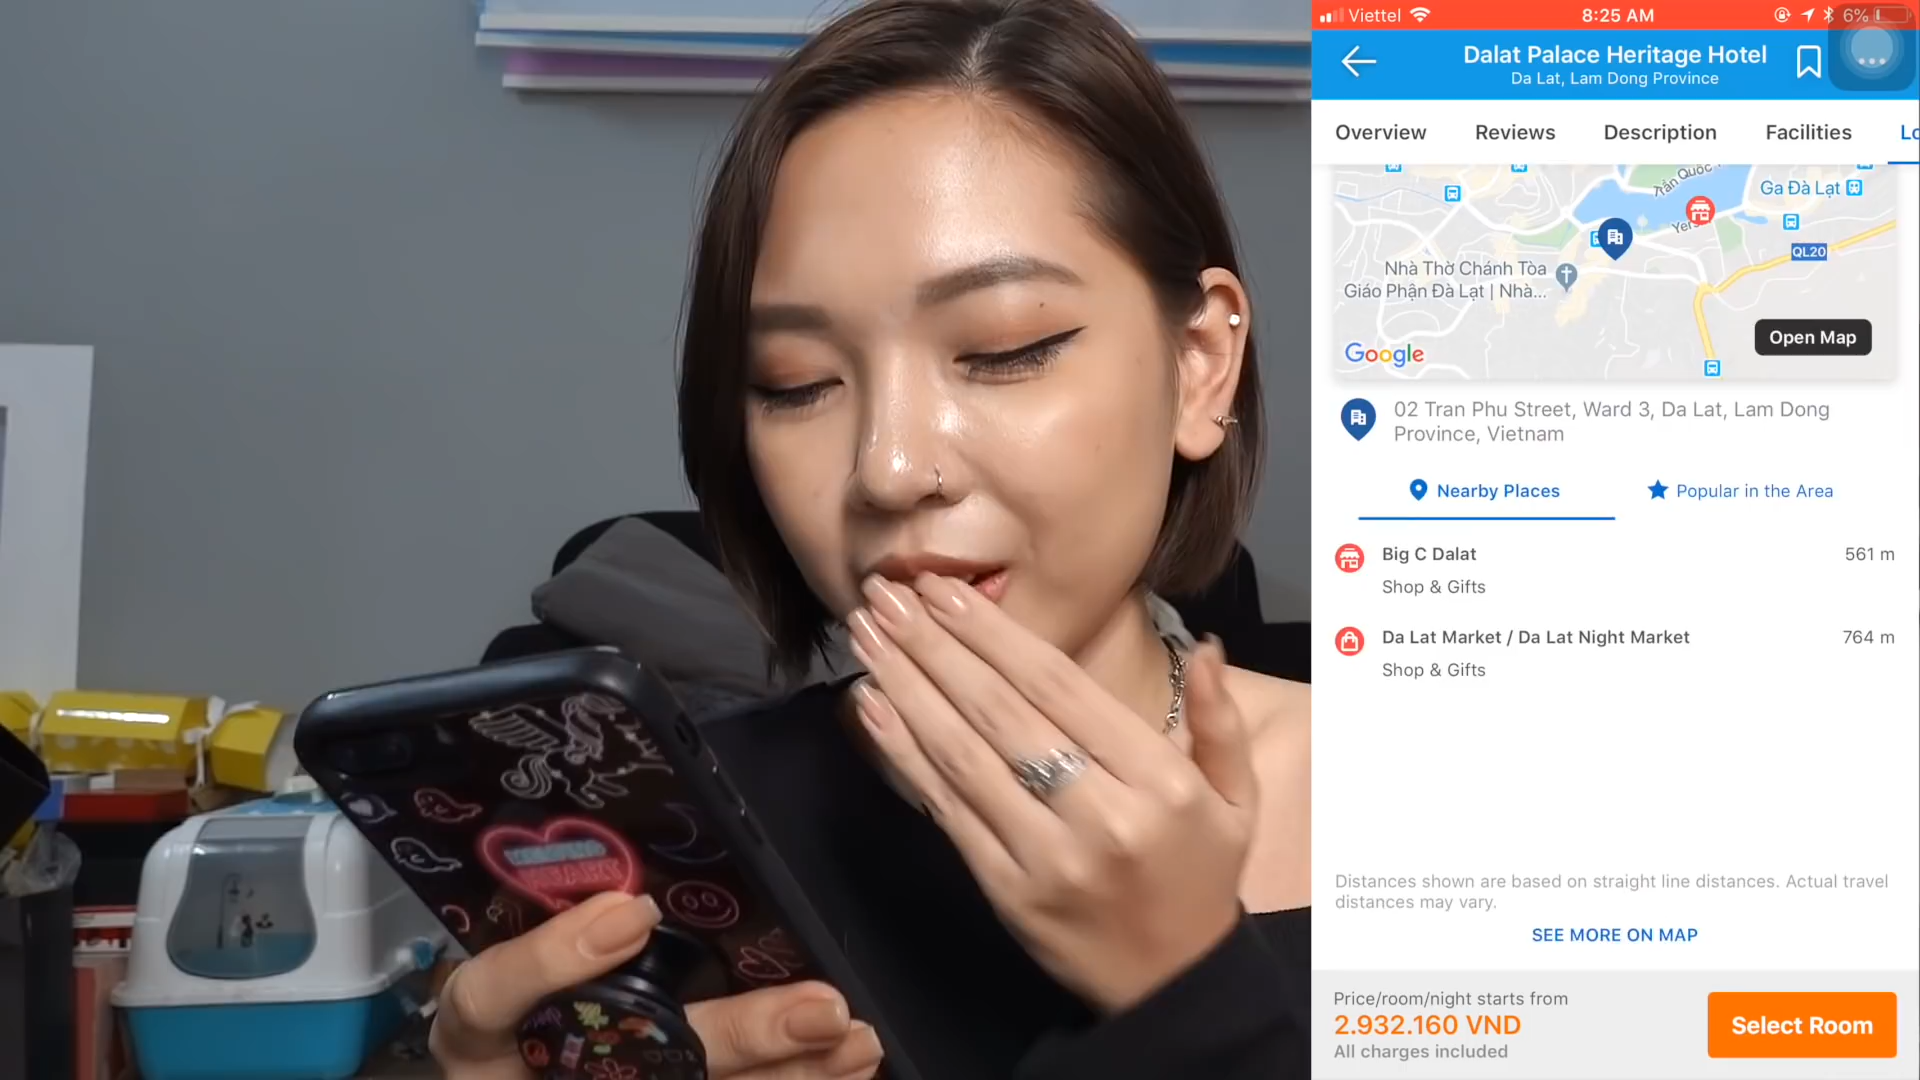 Viettel
8:25 AM
6%
Dalat Palace Heritage Hotel
Da Lat, Lam Dong Province
Overview
Reviews
Description
Facilities
Lo
Trần Quốc
Ga Đà Lạt
Yers
QL20
Nhà Thờ Chánh Tòa
Giáo Phận Đà Lạt | Nhà...
Open Map
Google
02 Tran Phu Street, Ward 3, Da Lat, Lam Dong
Province, Vietnam
Nearby Places
Popular in the Area
Big C Dalat
561 m
Shop & Gifts
Da Lat Market / Da Lat Night Market
764 m
Shop & Gifts
Distances shown are based on straight line distances. Actual travel
distances may vary.
SEE MORE ON MAP
Price/room/night starts from
2.932.160 VND
All charges included
Select Room